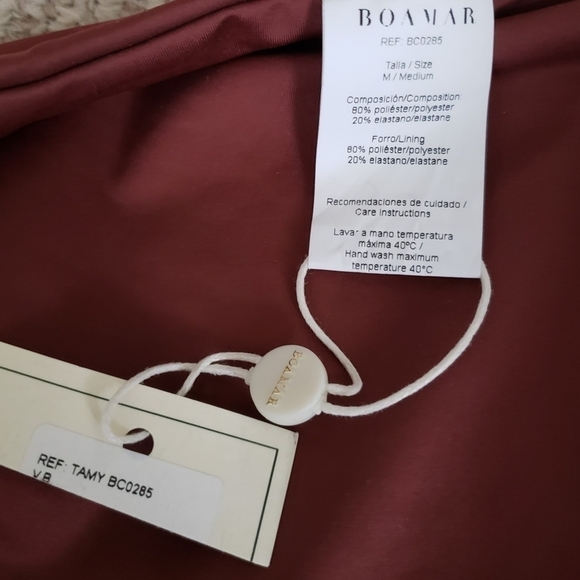 BOAMAR
REF: BC0285
Talla / Size
M / Medium
Composición/Composition
80% poliéster/polyester
20% elastano/elastane
Forro/Lining
80% poliéster/polyester
20% elastano/elastane
Recomendaciones de cuidado /
Care instructions
Lavar a mano temperatura
máxima 40ºC /
Hand wash maximum
temperature 40°C
BOAMAR
REF: TAMY BC0285